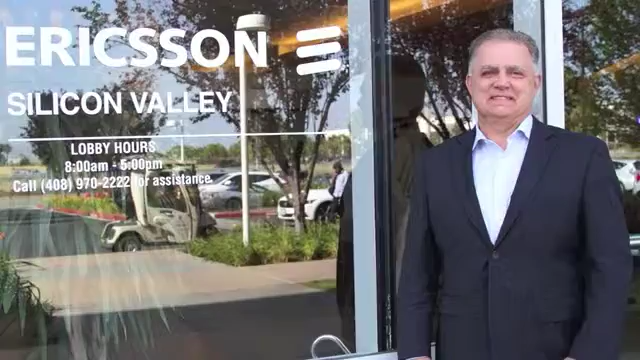 ERICSSON
SILICON VALLEY
LOBBY HOURS
8:00am - 5:00pm
Call (408) 970-2222 for assistance